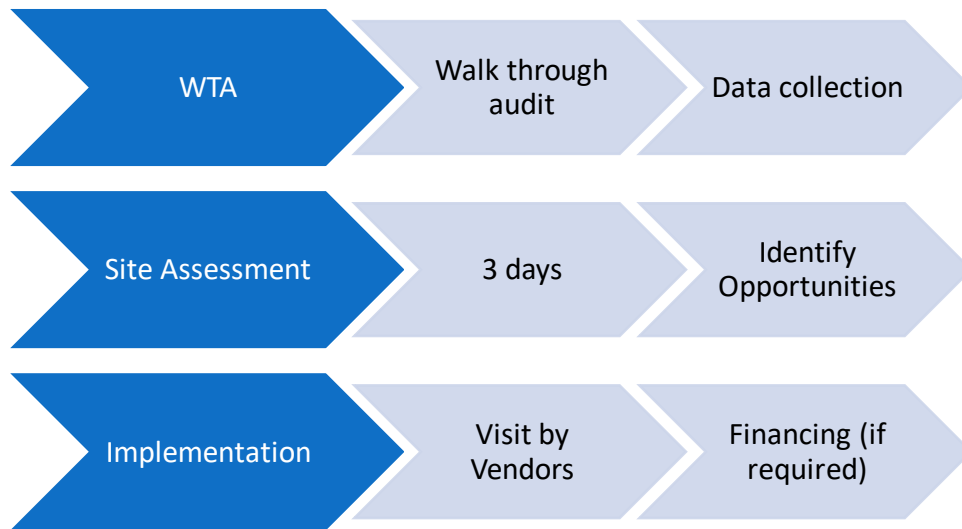 WTA
Walk through
audit
Data collection
Site Assessment
3 days
Identify
Opportunities
Implementation
Visit by
Vendors
Financing (if
required)